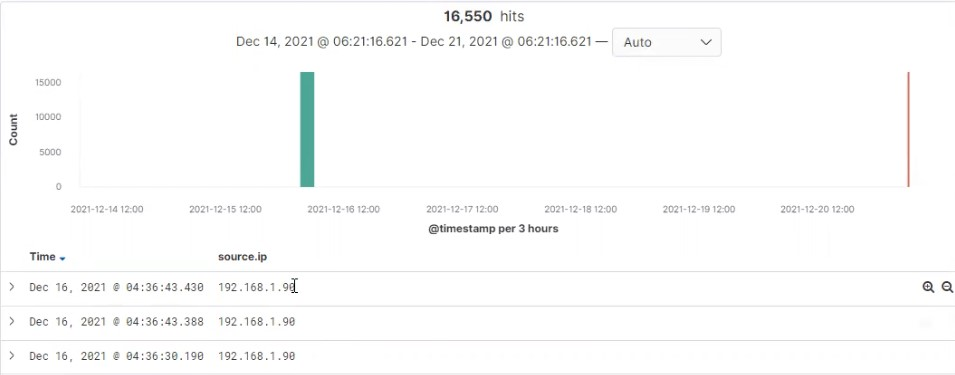 16,550 hits
Dec 14, 2021 @ 06:21:16.621 - Dec 21, 2021 @ 06:21:16.621 — Auto
15000
10000
5000
0
Count
2021-12-14 12:00 2021-12-15 12:00 2021-12-16 12:00 2021-12-17 12:00 2021-12-18 12:00 2021-12-19 12:00 2021-12-20 12:00
@timestamp per 3 hours
Time source.ip
Dec 16, 2021 @ 04:36:43.430 192.168.1.90
Dec 16, 2021 @ 04:36:43.388 192.168.1.90
Dec 16, 2021 @ 04:36:30.190 192.168.1.90